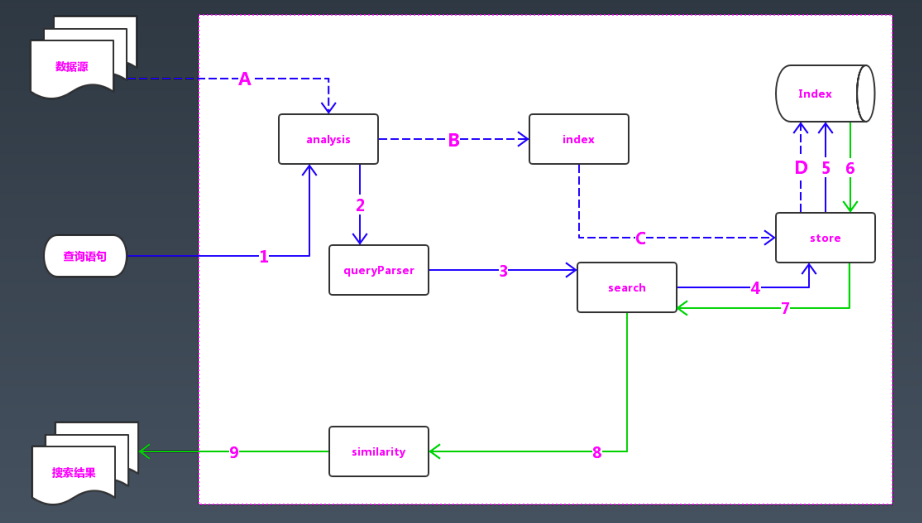 数据源
A
Index
analysis
B
index
D
5
6
2
查询语句
1
C
store
queryParser
3
search
4
7
搜索结果
9
similarity
8